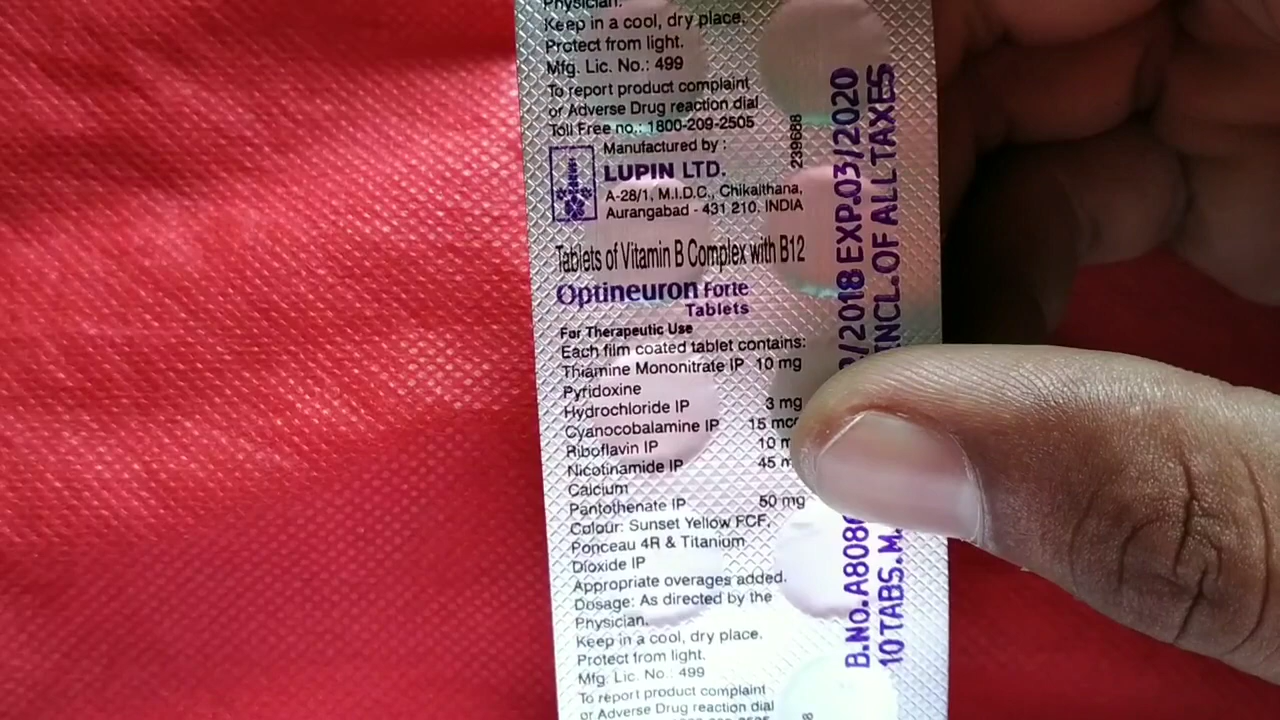 Physician.
Keep in a cool, dry place.
Protect from light.
Mfg. Lic. No.: 499
To report product complaint
or Adverse Drug reaction dial
Toll Free no.: 1800-209-2505
Manufactured by :
LUPIN LTD.
A-28/1, M.I.D.C., Chikalthana,
Aurangabad - 431 210. INDIA
239688
Tablets of Vitamin B Complex with B12
Optineuron Forte
Tablets
For Therapeutic Use
Each film coated tablet contains:
Thiamine Mononitrate IP 10 mg
Pyridoxine
Hydrochloride IP 3 mg
Cyanocobalamine IP 15 mcg
Riboflavin IP 10
Nicotinamide IP 45
Calcium
Pantothenate IP 50 mg
Colour: Sunset Yellow FCF,
Ponceau 4R & Titanium
Dioxide IP
Appropriate overages added.
Dosage: As directed by the
Physician.
Keep in a cool, dry place.
Protect from light.
Mfg. Lic. No.: 499
To report product complaint
or Adverse Drug reaction dial
B.No.A808 /2018 EXP.03/2020
10 TABS. M. INCL.OF ALL TAXES